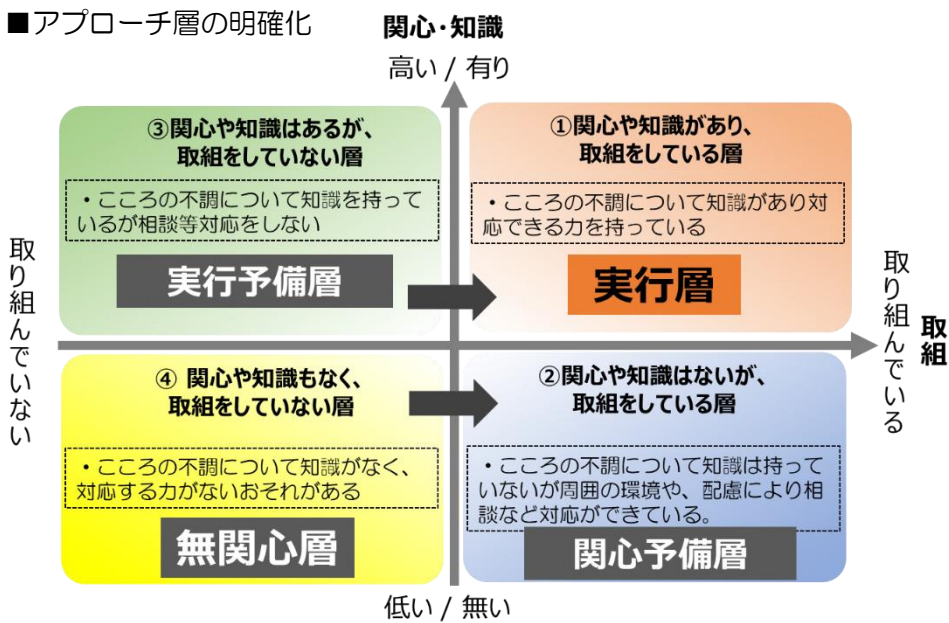 ■アプローチ層の明確化
関心・知識
高い / 有り
③関心や知識はあるが、
取組をしていない層
・こころの不調について知識を持って
いるが相談等対応をしない
実行予備層
①関心や知識があり、
取組をしている層
・こころの不調について知識があり対
応できる力を持っている
実行層
取り組んでいない
取り組んでいる
取組
④ 関心や知識もなく、
取組をしていない層
・こころの不調について知識がなく、
対応する力がないおそれがある
無関心層
②関心や知識はないが、
取組をしている層
・こころの不調について知識は持って
いないが周囲の環境や、配慮により相
談など対応ができている。
関心予備層
低い / 無い